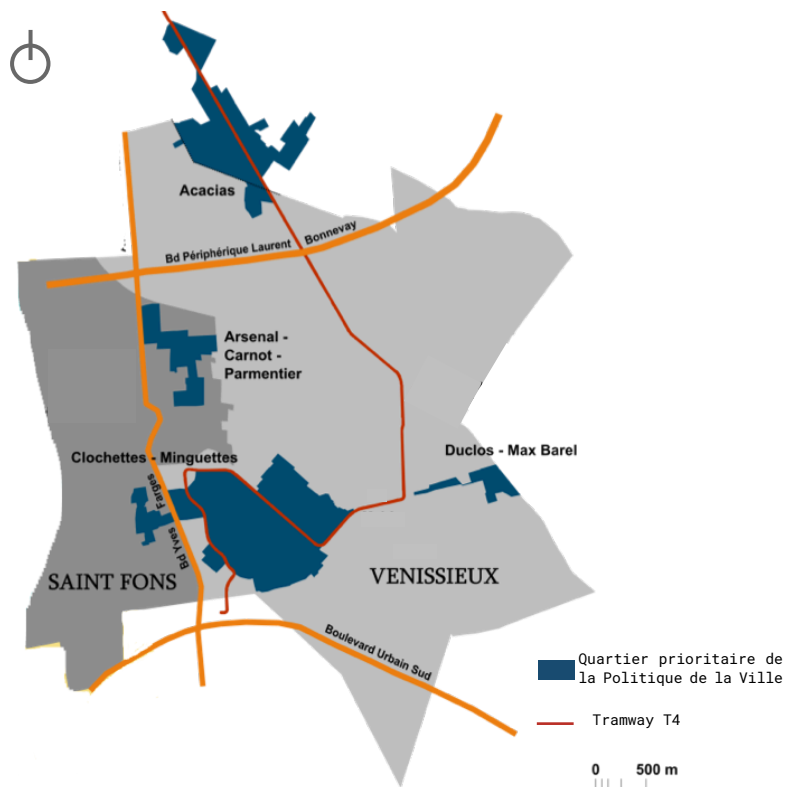 Acacias
Bd Périphérique Laurent Bonnevay
Arsenal -
Carnot -
Parmentier
Clochettes - Minguettes
Duclos - Max Barel
Bd Yves Farges
SAINT FONS
VENISSIEUX
Boulevard Urbain Sud
Quartier prioritaire de
la Politique de la Ville
Tramway T4
0 500 m